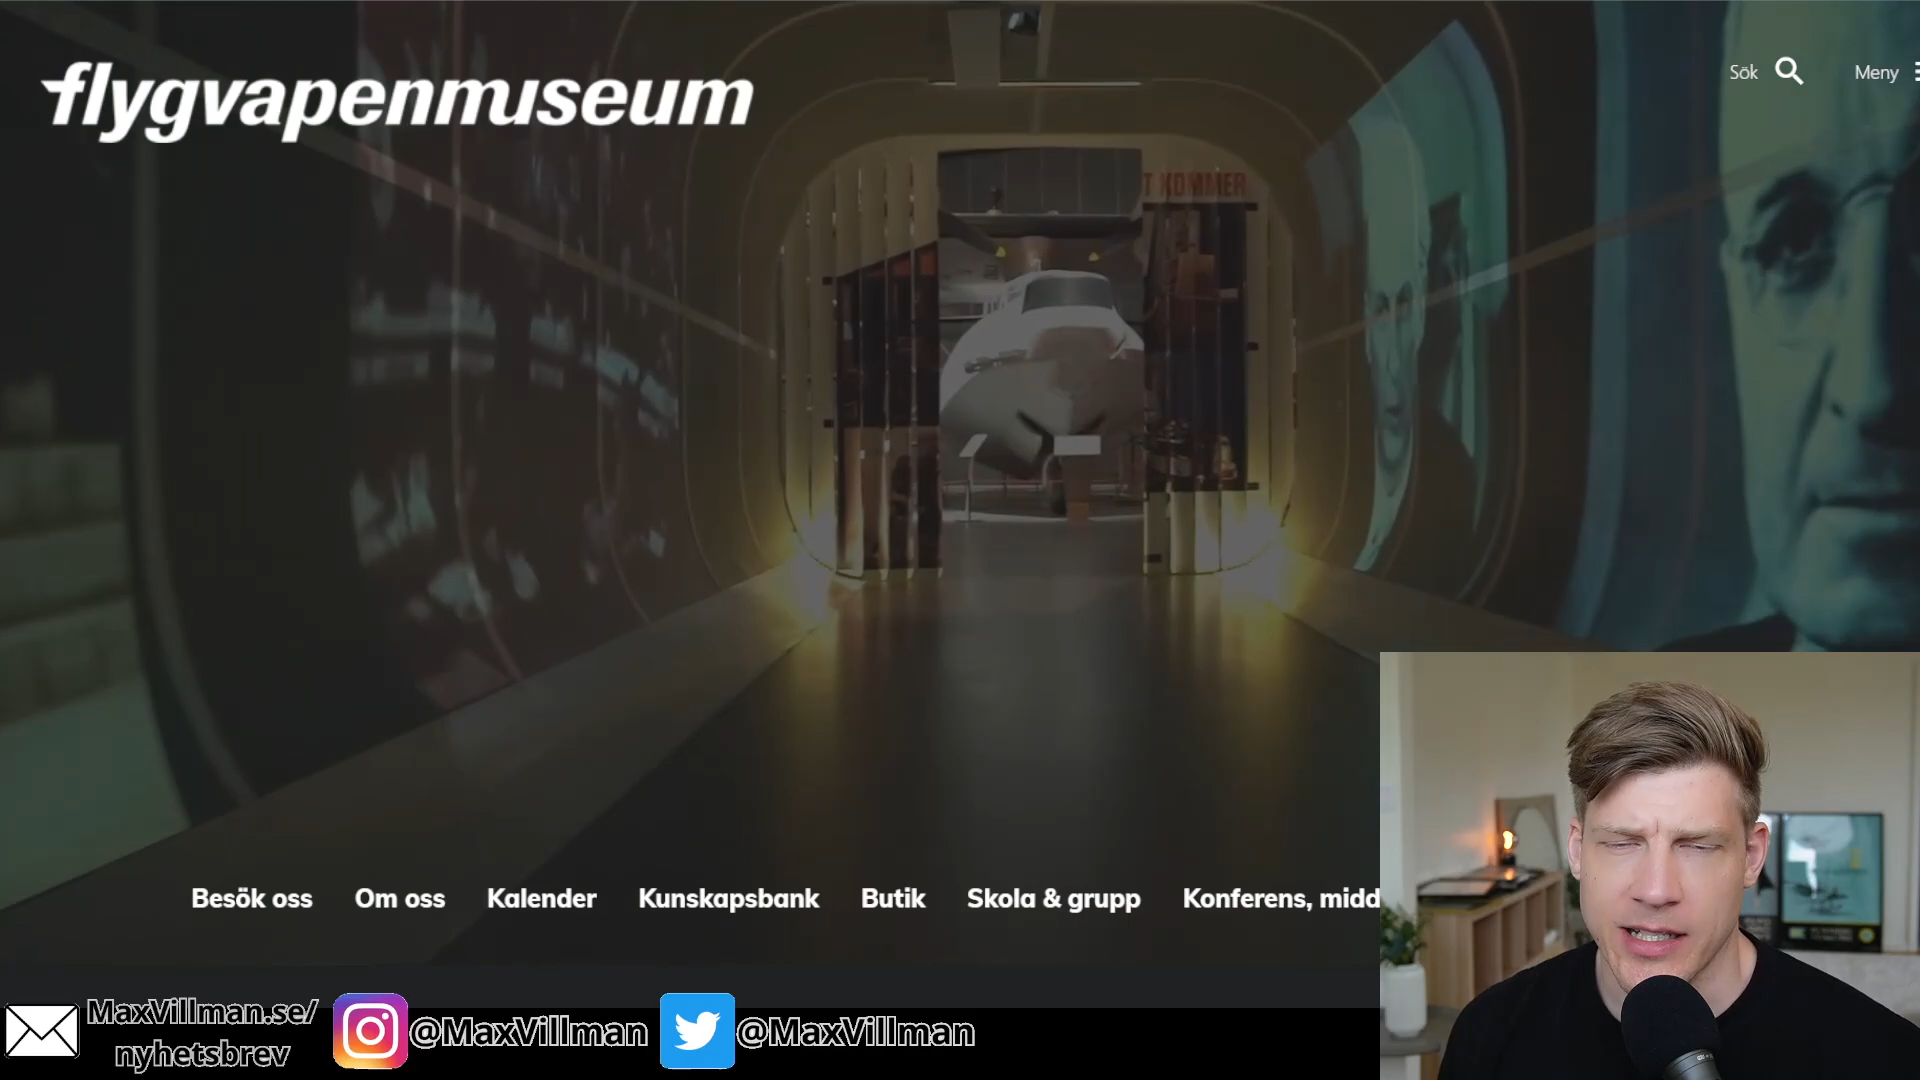 flygvapenmuseum
Sök
Meny
T KOMMER
Besök oss
Om oss
Kalender
Kunskapsbank
Butik
Skola & grupp
Konferens, midd
MaxVillman.se/
nyhetsbrev
@MaxVillman
@MaxVillman